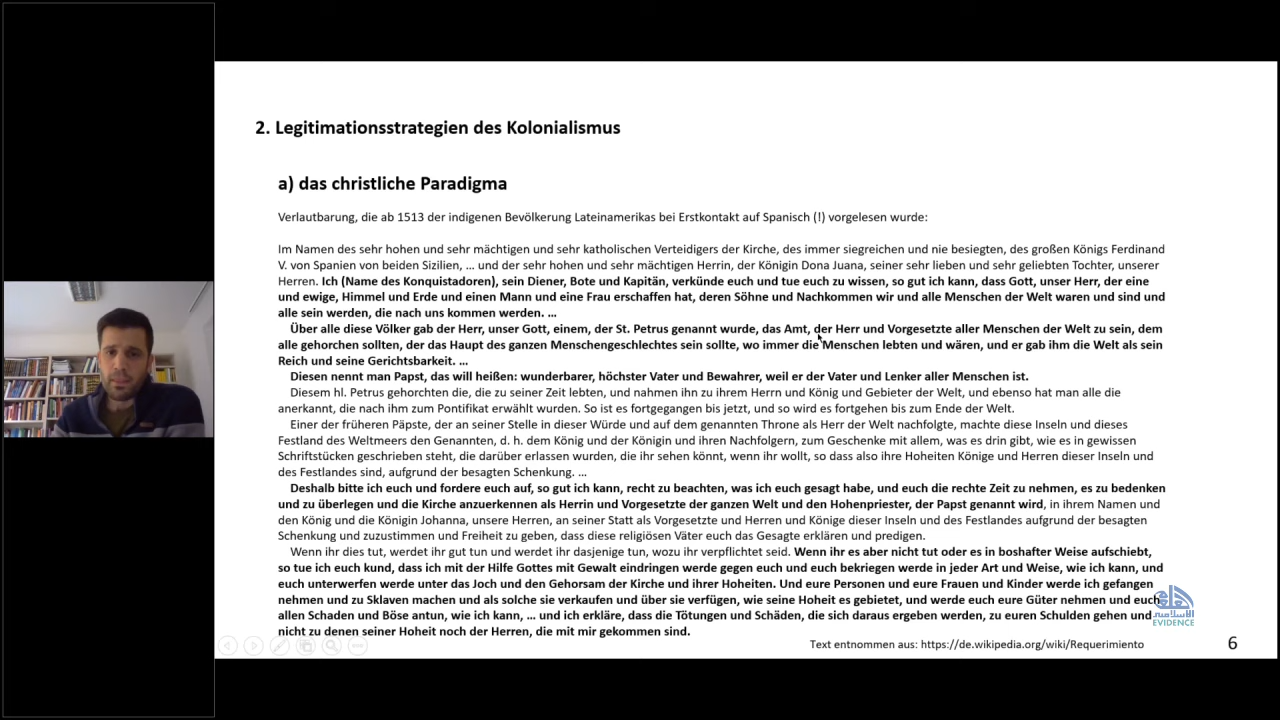 2. Legitimationsstrategien des Kolonialismus
a) das christliche Paradigma
Verlautbarung, die ab 1513 der indigenen Bevölkerung Lateinamerikas bei Erstkontakt auf Spanisch (!) vorgelesen wurde:
Im Namen des sehr hohen und sehr mächtigen und sehr katholischen Verteidigers der Kirche, des immer siegreichen und nie besiegten, des großen Königs Ferdinand
V. von Spanien von beiden Sizilien, … und der sehr hohen und sehr mächtigen Herrin, der Königin Dona Juana, seiner sehr lieben und sehr geliebten Tochter, unserer
Herren. Ich (Name des Konquistadoren), sein Diener, Bote und Kapitän, verkünde euch und tue euch zu wissen, so gut ich kann, dass Gott, unser Herr, der eine
und ewige, Himmel und Erde und einen Mann und eine Frau erschaffen hat, deren Söhne und Nachkommen wir und alle Menschen der Welt waren und sind und
alle sein werden, die nach uns kommen werden. …
Über alle diese Völker gab der Herr, unser Gott, einem, der St. Petrus genannt wurde, das Amt, der Herr und Vorgesetzte aller Menschen der Welt zu sein, dem
alle gehorchen sollten, der das Haupt des ganzen Menschengeschlechtes sein sollte, wo immer die Menschen lebten und wären, und er gab ihm die Welt als sein
Reich und seine Gerichtsbarkeit. …
Diesen nennt man Papst, das will heißen: wunderbarer, höchster Vater und Bewahrer, weil er der Vater und Lenker aller Menschen ist.
Diesem hl. Petrus gehorchten die, die zu seiner Zeit lebten, und nahmen ihn zu ihrem Herrn und König und Gebieter der Welt, und ebenso hat man alle die
anerkannt, die nach ihm zum Pontifikat erwählt wurden. So ist es fortgegangen bis jetzt, und so wird es fortgehen bis zum Ende der Welt.
Einer der früheren Päpste, der an seiner Stelle in dieser Würde und auf dem genannten Throne als Herr der Welt nachfolgte, machte diese Inseln und dieses
Festland des Weltmeers den Genannten, d. h. dem König und der Königin und ihren Nachfolgern, zum Geschenke mit allem, was es drin gibt, wie es in gewissen
Schriftstücken geschrieben steht, die darüber erlassen wurden, die ihr sehen könnt, wenn ihr wollt, so dass also ihre Hoheiten Könige und Herren dieser Inseln und
des Festlandes sind, aufgrund der besagten Schenkung. …
Deshalb bitte ich euch und fordere euch auf, so gut ich kann, recht zu beachten, was ich euch gesagt habe, und euch die rechte Zeit zu nehmen, es zu bedenken
und zu überlegen und die Kirche anzuerkennen als Herrin und Vorgesetzte der ganzen Welt und den Hohenpriester, der Papst genannt wird, in ihrem Namen und
den König und die Königin Johanna, unsere Herren, an seiner Statt als Vorgesetzte und Herren und Könige dieser Inseln und des Festlandes aufgrund der besagten
Schenkung und zuzustimmen und Freiheit zu geben, dass diese religiösen Väter euch das Gesagte erklären und predigen.
Wenn ihr dies tut, werdet ihr gut tun und werdet ihr dasjenige tun, wozu ihr verpflichtet seid. Wenn ihr es aber nicht tut oder es in boshafter Weise aufschiebt,
so tue ich euch kund, dass ich mit der Hilfe Gottes mit Gewalt eindringen werde gegen euch und euch bekriegen werde in jeder Art und Weise, wie ich kann, und
euch unterwerfen werde unter das Joch und den Gehorsam der Kirche und ihrer Hoheiten. Und eure Personen und eure Frauen und Kinder werde ich gefangen
nehmen und zu Sklaven machen und als solche sie verkaufen und über sie verfügen, wie seine Hoheit es gebietet, und werde euch eure Güter nehmen und euch
allen Schaden und Böse antun, wie ich kann, … und ich erkläre, dass die Tötungen und Schäden, die sich daraus ergeben werden, zu euren Schulden gehen und
nicht zu denen seiner Hoheit noch der Herren, die mit mir gekommen sind.
EVIDENCE
Text entnommen aus: https://de.wikipedia.org/wiki/Requerimiento
6